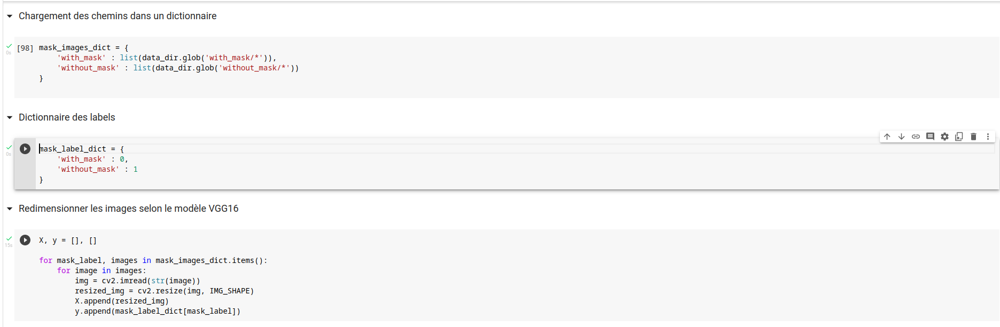 Chargement des chemins dans un dictionnaire
0s
[98] mask_images_dict = {
    'with_mask' : list(data_dir.glob('with_mask/*')),
    'without_mask' : list(data_dir.glob('without_mask/*'))
}
Dictionnaire des labels
0s
mask_label_dict = {
    'with_mask' : 0,
    'without_mask' : 1
}
Redimensionner les images selon le modèle VGG16
15s
X, y = [], []
for mask_label, images in mask_images_dict.items():
    for image in images:
        img = cv2.imread(str(image))
        resized_img = cv2.resize(img, IMG_SHAPE)
        X.append(resized_img)
        y.append(mask_label_dict[mask_label])